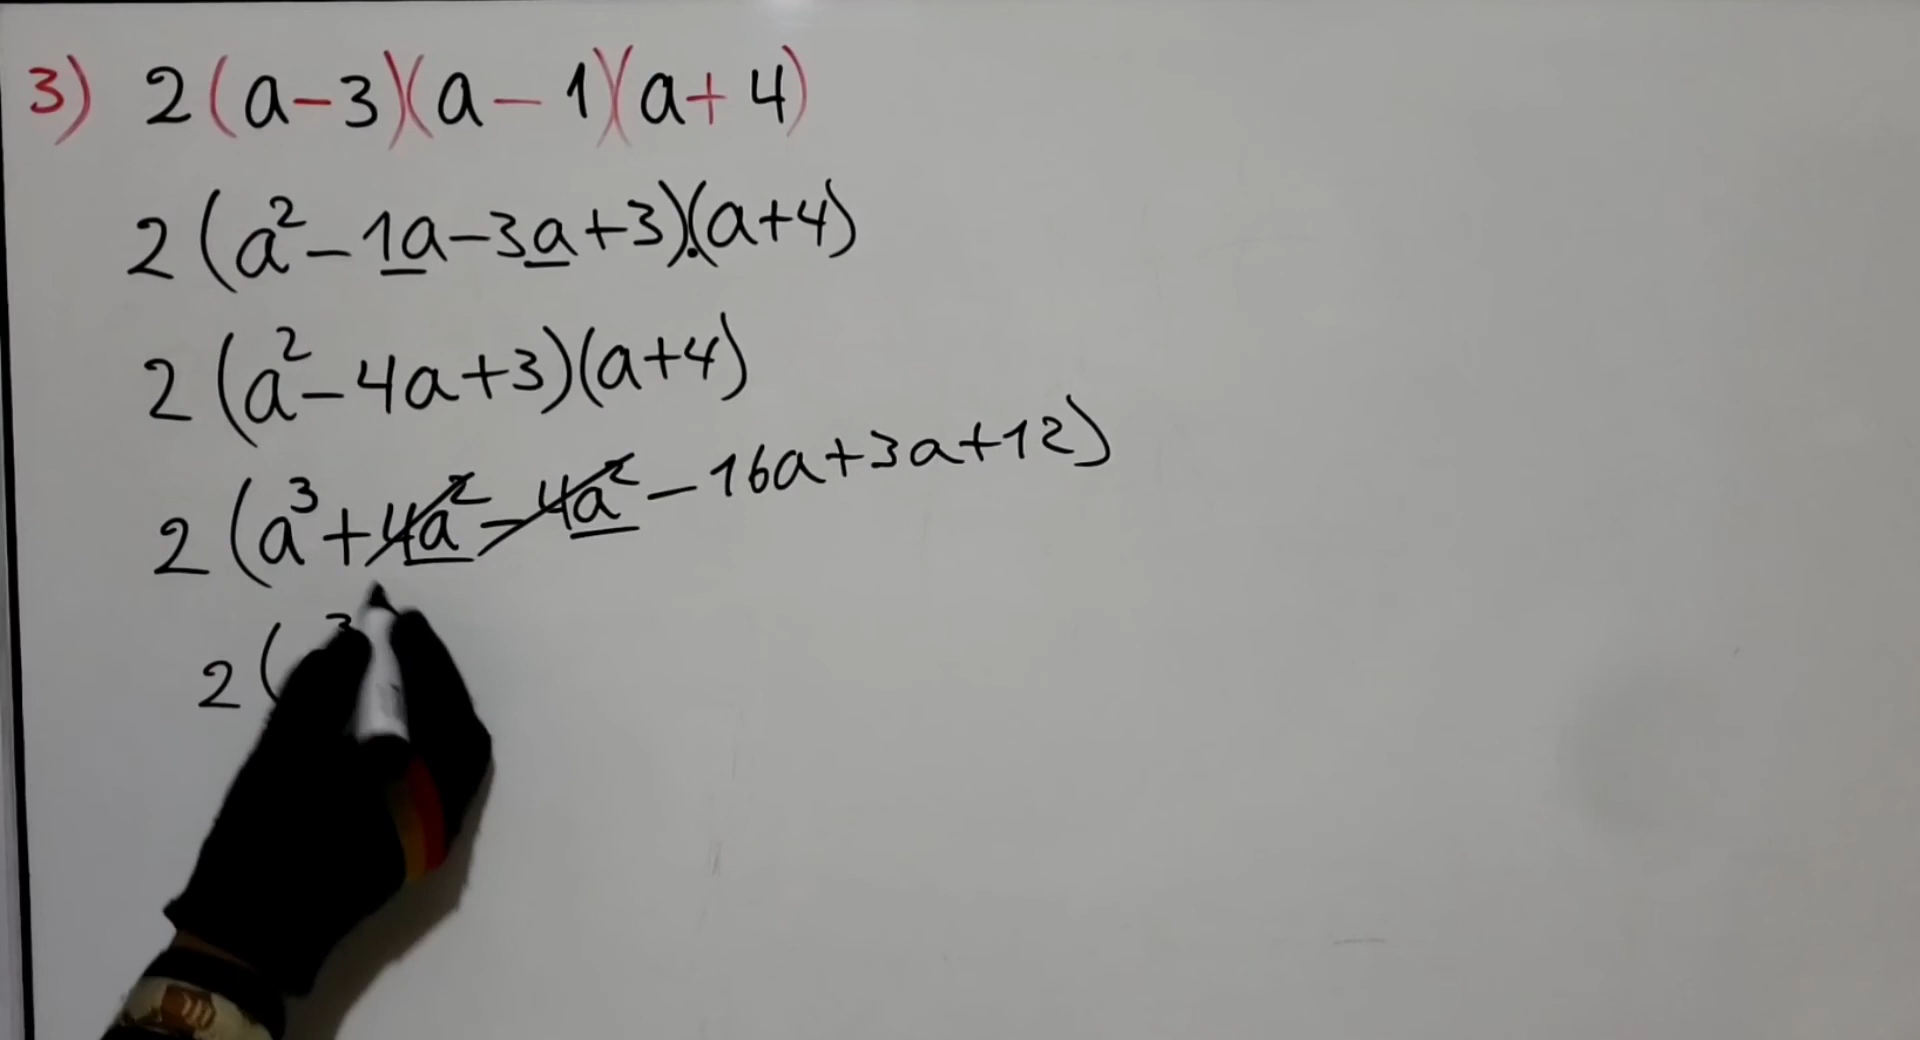 3) 2(a-3)(a-1)(a+4)
2(a²-1a-3a+3).(a+4)
2(a²-4a+3)(a+4)
2(a³+4a²-4a²-16a+3a+12)
2( ³